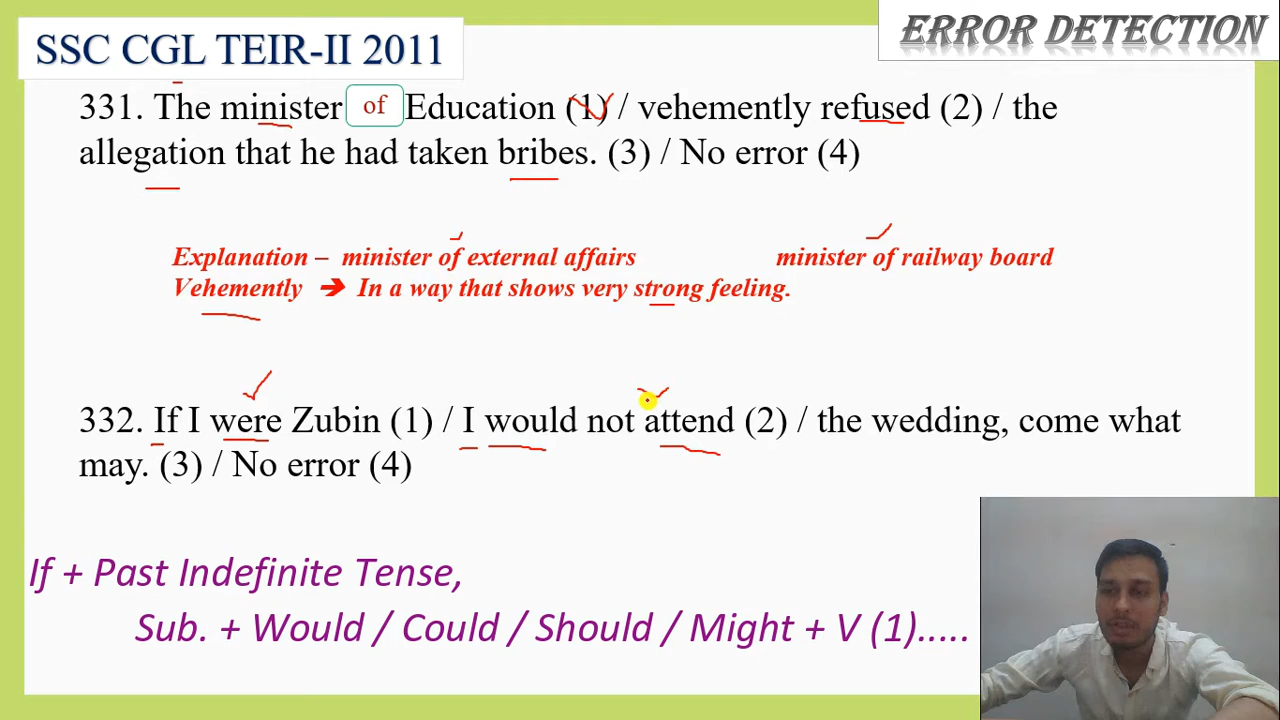 ERROR DETECTION
SSC CGL TEIR-II 2011
331. The minister of Education (1) / vehemently refused (2) / the
allegation that he had taken bribes. (3) / No error (4)
Explanation – minister of external affairs minister of railway board
Vehemently ➔ In a way that shows very strong feeling.
332. If I were Zubin (1) / I would not attend (2) / the wedding, come what
may. (3) / No error (4)
If + Past Indefinite Tense,
Sub. + Would / Could / Should / Might + V (1).....